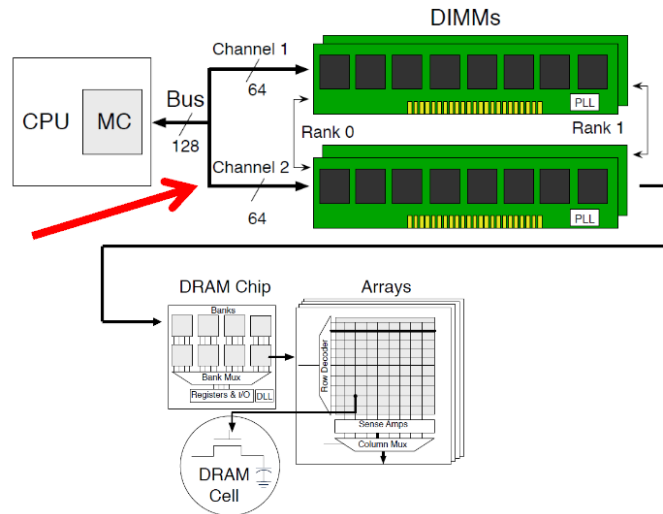 DIMMs
Channel 1
64
CPU
MC
Bus
128
PLL
Rank 0
Rank 1
Channel 2
64
PLL
DRAM Chip
Arrays
Banks
Bank Mux
Registers & I/O
DLL
Row Decoder
Sense Amps
Column Mux
DRAM
Cell